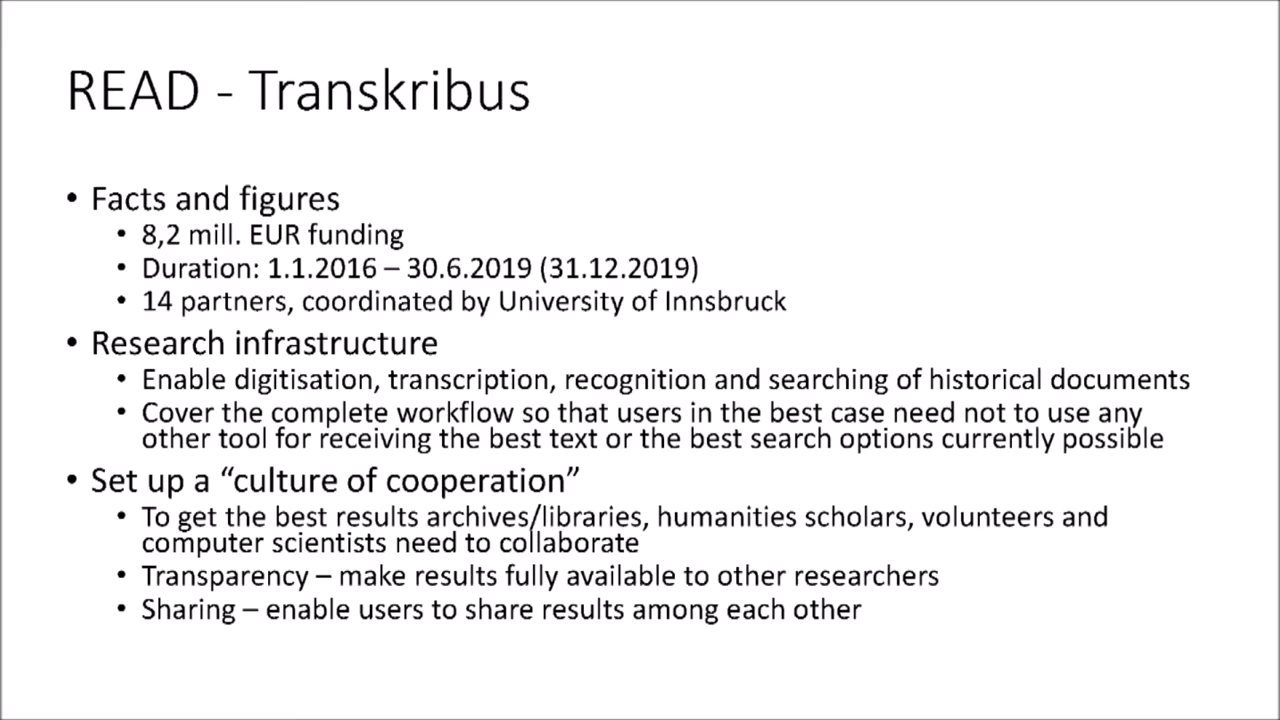 READ - Transkribus
• Facts and figures
• 8,2 mill. EUR funding
• Duration: 1.1.2016 – 30.6.2019 (31.12.2019)
• 14 partners, coordinated by University of Innsbruck
• Research infrastructure
• Enable digitisation, transcription, recognition and searching of historical documents
• Cover the complete workflow so that users in the best case need not to use any
other tool for receiving the best text or the best search options currently possible
• Set up a “culture of cooperation”
• To get the best results archives/libraries, humanities scholars, volunteers and
computer scientists need to collaborate
• Transparency – make results fully available to other researchers
• Sharing – enable users to share results among each other